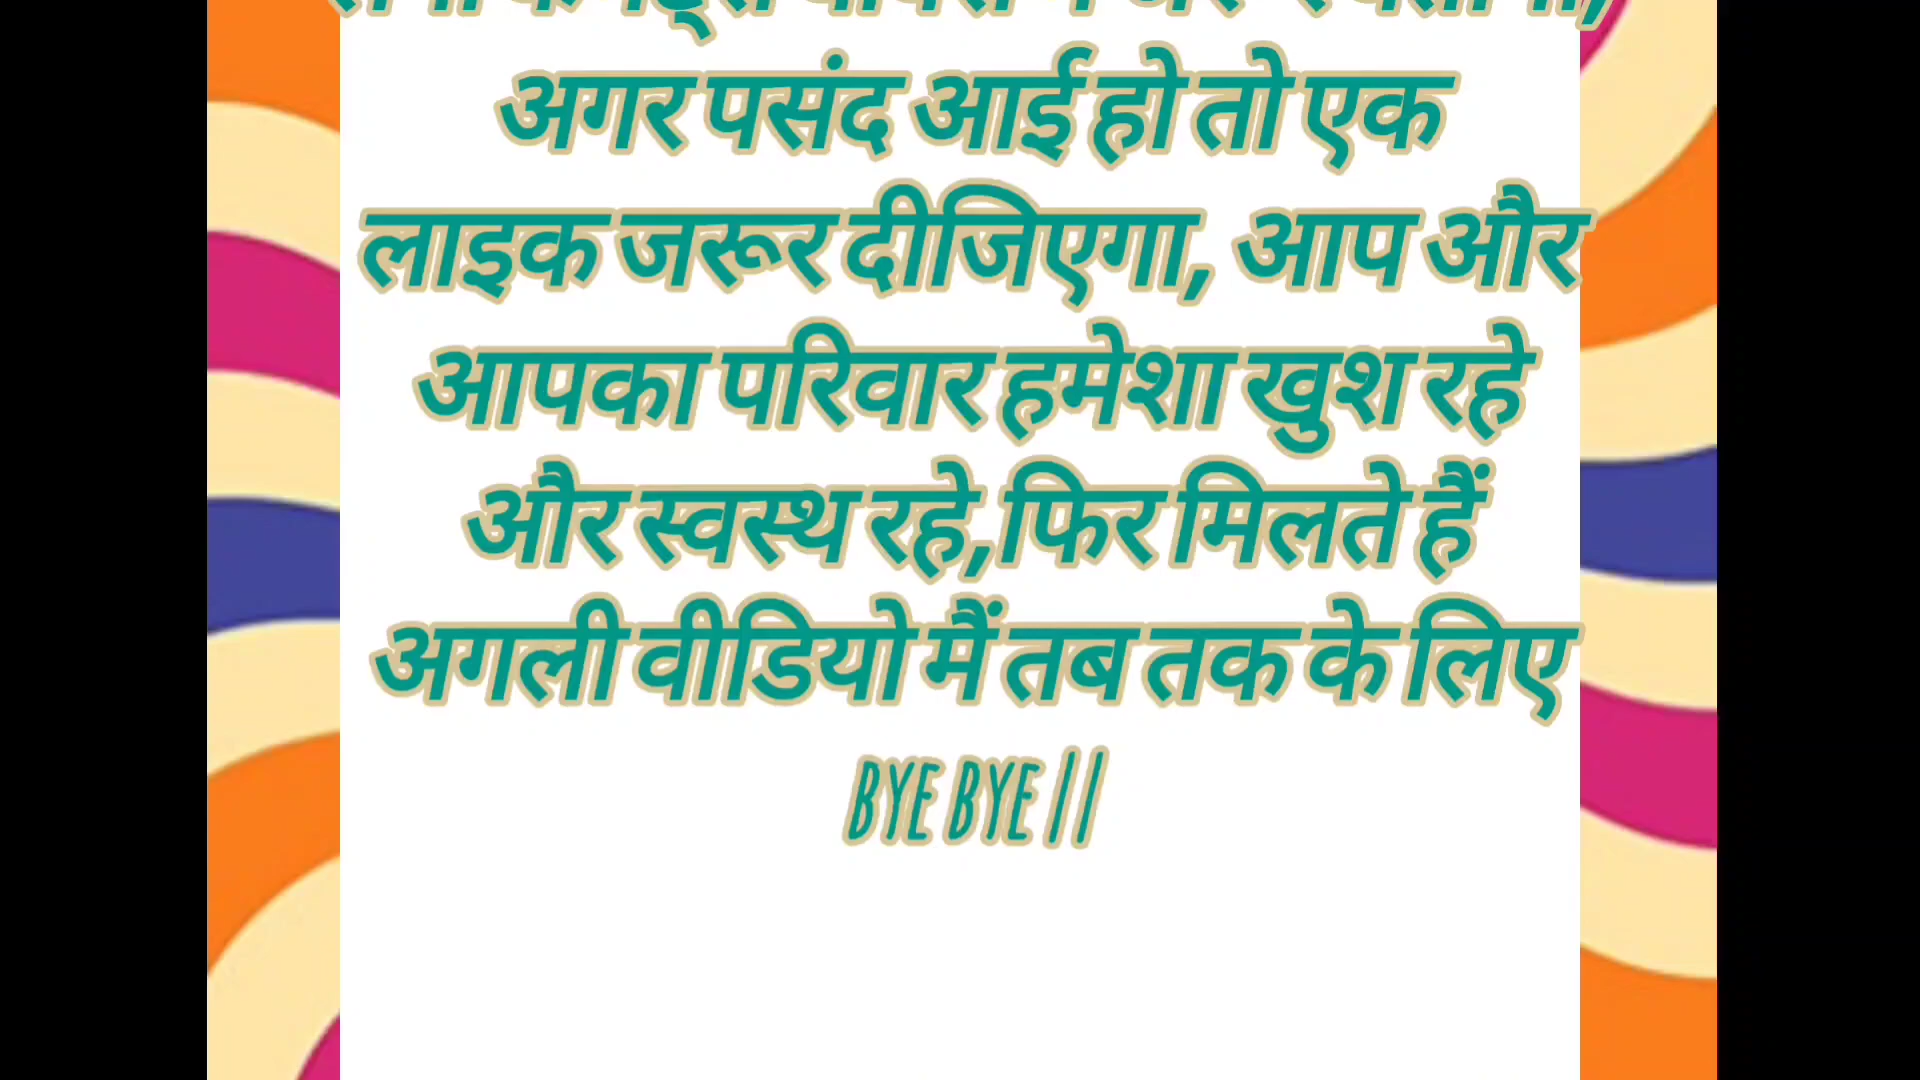 अगर पसंद आई हो तो एक
लाइक जरूर दीजिएगा, आप और
आपका परिवार हमेशा खुश रहे
और स्वस्थ रहे,फिर मिलते हैं
अगली वीडियो मैं तब तक के लिए
BYE BYE ||